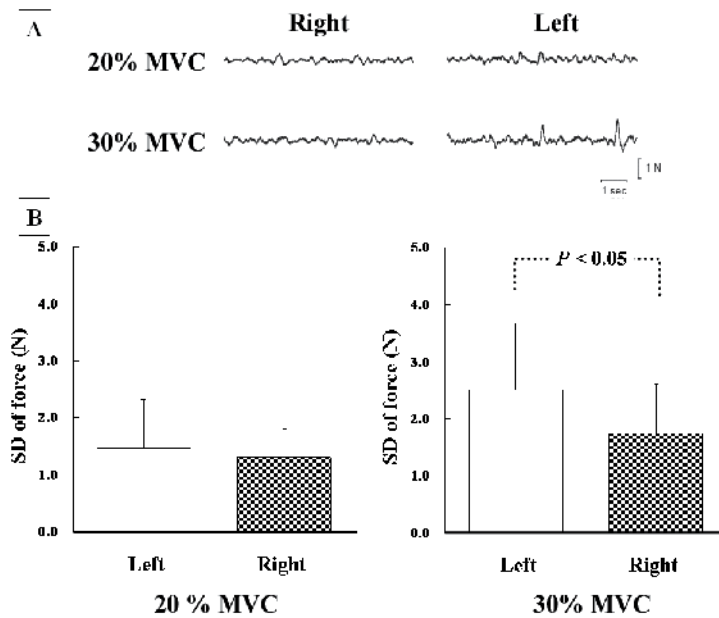 A
Right Left
20% MVC
30% MVC
1 N
1 sec
B
5.0
4.0
3.0
2.0
1.0
0.0
SD of force (N)
Left Right
20 % MVC
5.0
4.0
3.0
2.0
1.0
0.0
SD of force (N)
P < 0.05
Left Right
30% MVC